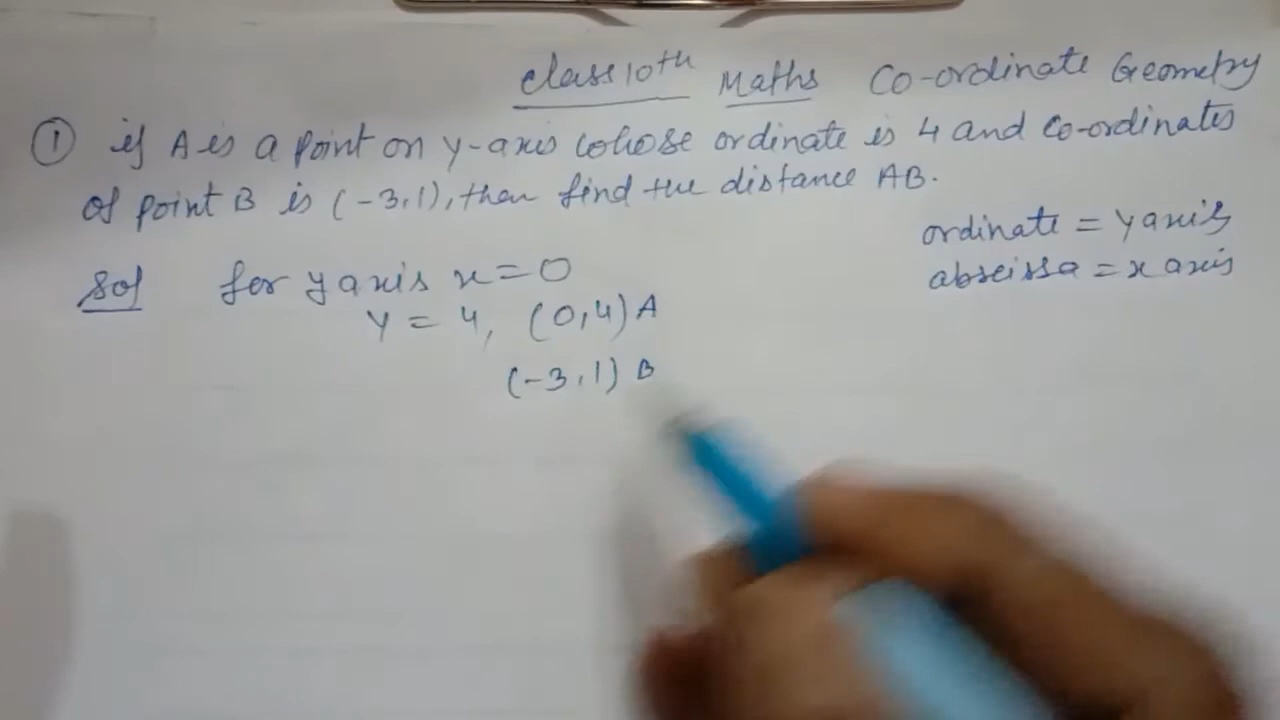 class 10th Maths Co-ordinate Geometry
① if A is a point on y-axis whose ordinate is 4 and co-ordinates
of point B is (-3,1), then find the distance AB.
ordinate = y axis
abseissa = x axis
Sol for y axis x=0
y = 4, (0,4) A
(-3,1) B